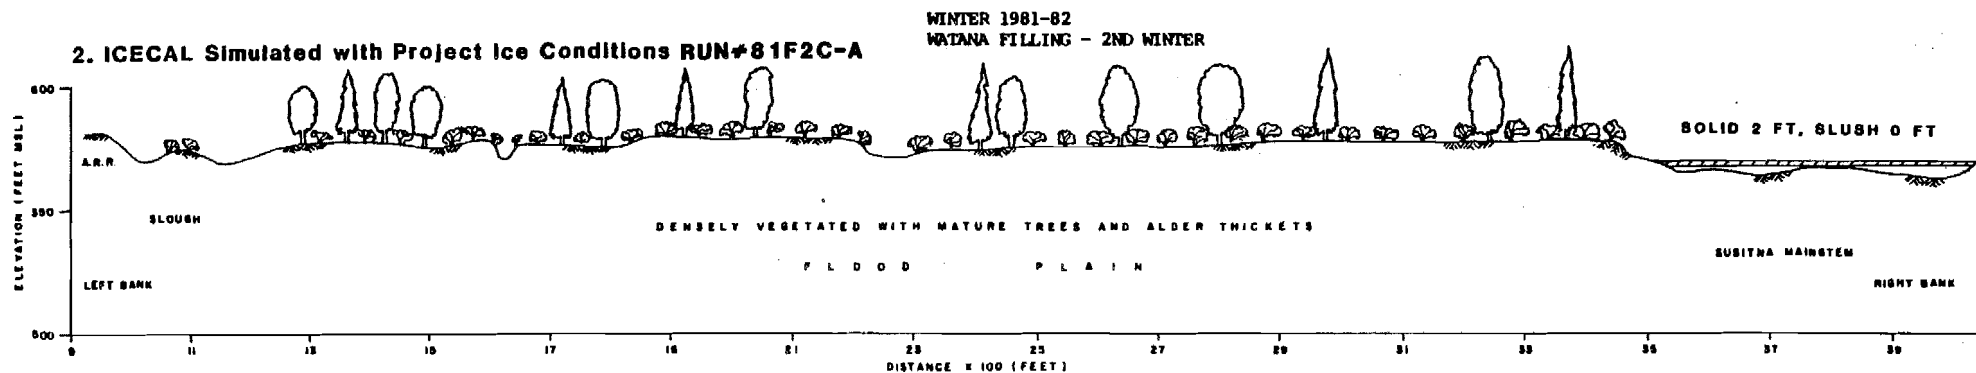 WINTER 1981-82
WATANA FILLING - 2ND WINTER
2. ICECAL Simulated with Project Ice Conditions RUN#81F2C-A
600
SOLID 2 FT, SLUSH 0 FT
A.R.R.
ELEVATION (FEET MSL)
550
SLOUGH
DENSELY VEGETATED WITH MATURE TREES AND ALDER THICKETS
FLOOD PLAIN
SUSITNA MAINSTEM
LEFT BANK
RIGHT BANK
500
9 11 13 15 17 19 21 23 25 27 29 31 33 35 37 39
DISTANCE X 100 (FEET)